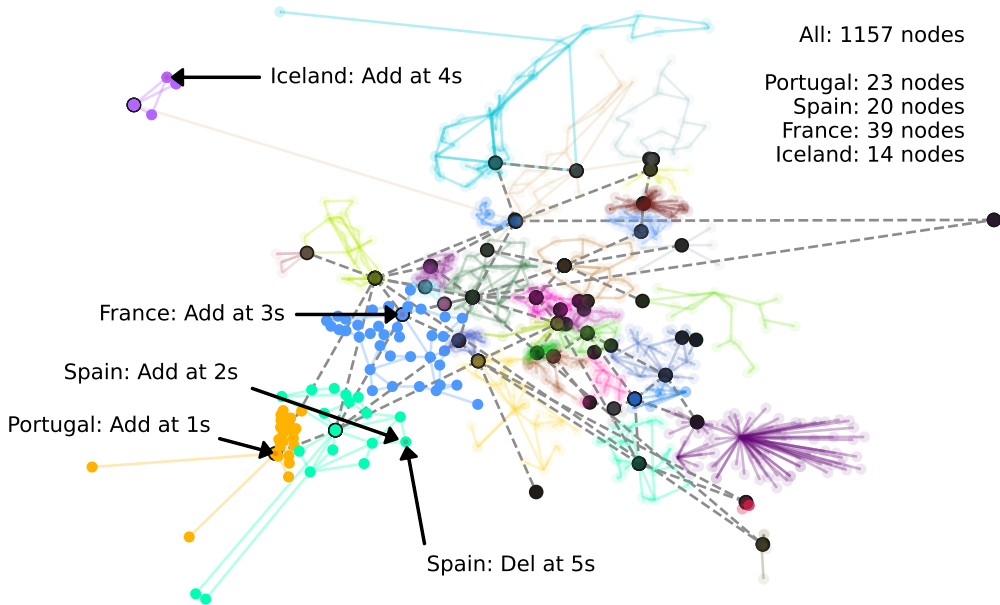 All: 1157 nodes
Iceland: Add at 4s
Portugal: 23 nodes
Spain: 20 nodes
France: 39 nodes
Iceland: 14 nodes
France: Add at 3s
Spain: Add at 2s
Portugal: Add at 1s
Spain: Del at 5s